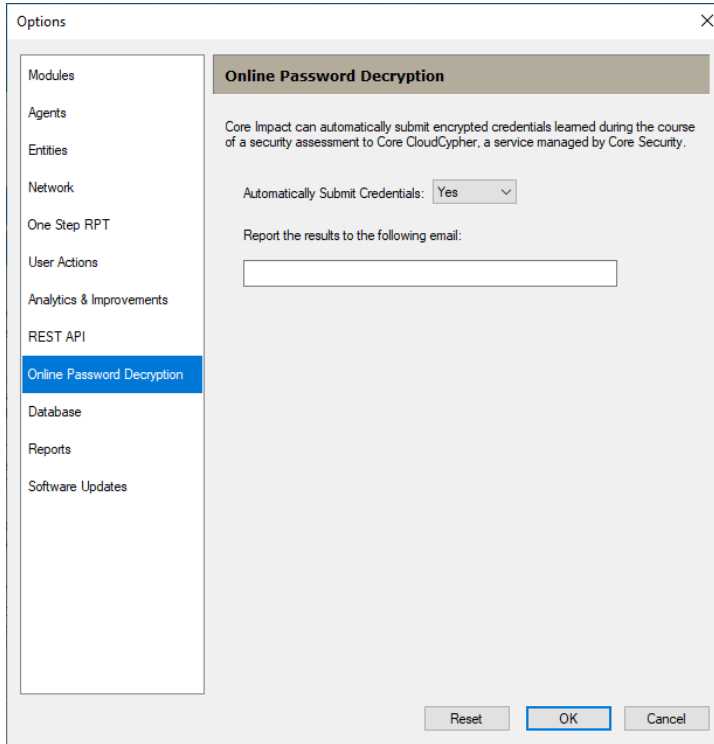 Options
Modules
Agents
Entities
Network
One Step RPT
User Actions
Analytics & Improvements
REST API
Online Password Decryption
Database
Reports
Software Updates
Online Password Decryption
Core Impact can automatically submit encrypted credentials learned during the course
of a security assessment to Core CloudCypher, a service managed by Core Security.
Automatically Submit Credentials: Yes
Report the results to the following email:
Reset OK Cancel